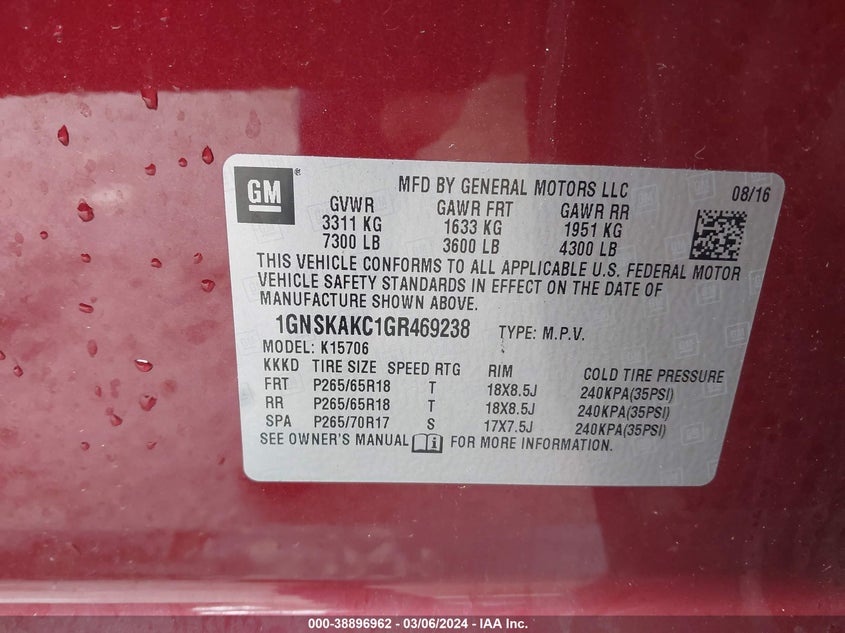 GM
®
MFD BY GENERAL MOTORS LLC
08/16
GVWR GAWR FRT GAWR RR
3311 KG 1633 KG 1951 KG
7300 LB 3600 LB 4300 LB
THIS VEHICLE CONFORMS TO ALL APPLICABLE U.S. FEDERAL MOTOR
VEHICLE SAFETY STANDARDS IN EFFECT ON THE DATE OF
MANUFACTURE SHOWN ABOVE.
1GNSKAKC1GR469238 TYPE: M.P.V.
MODEL: K15706
KKKD TIRE SIZE SPEED RTG RIM COLD TIRE PRESSURE
FRT P265/65R18 T 18X8.5J 240KPA(35PSI)
RR P265/65R18 T 18X8.5J 240KPA(35PSI)
SPA P265/70R17 S 17X7.5J 240KPA(35PSI)
SEE OWNER'S MANUAL FOR MORE INFORMATION.
000-38896962 - 03/06/2024 - IAA Inc.